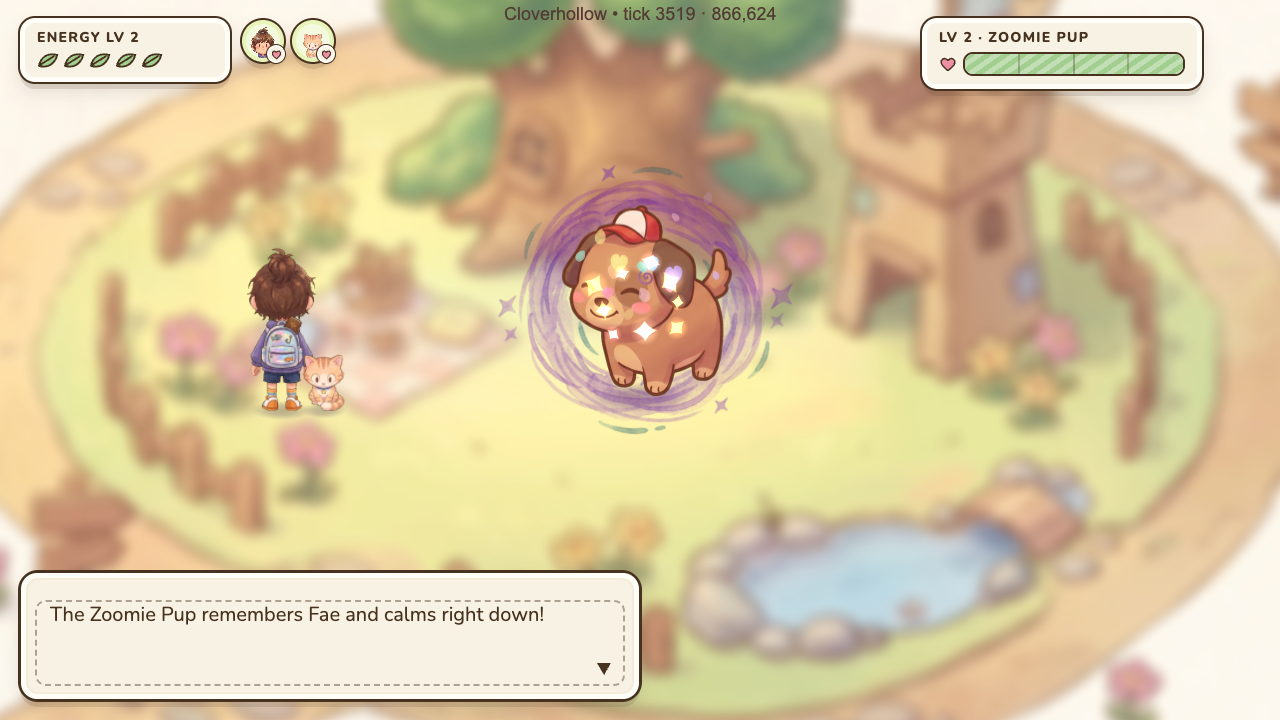 Cloverhollow • tick 3519 · 866,624
ENERGY LV 2
LV 2 · ZOOMIE PUP
The Zoomie Pup remembers Fae and calms right down!